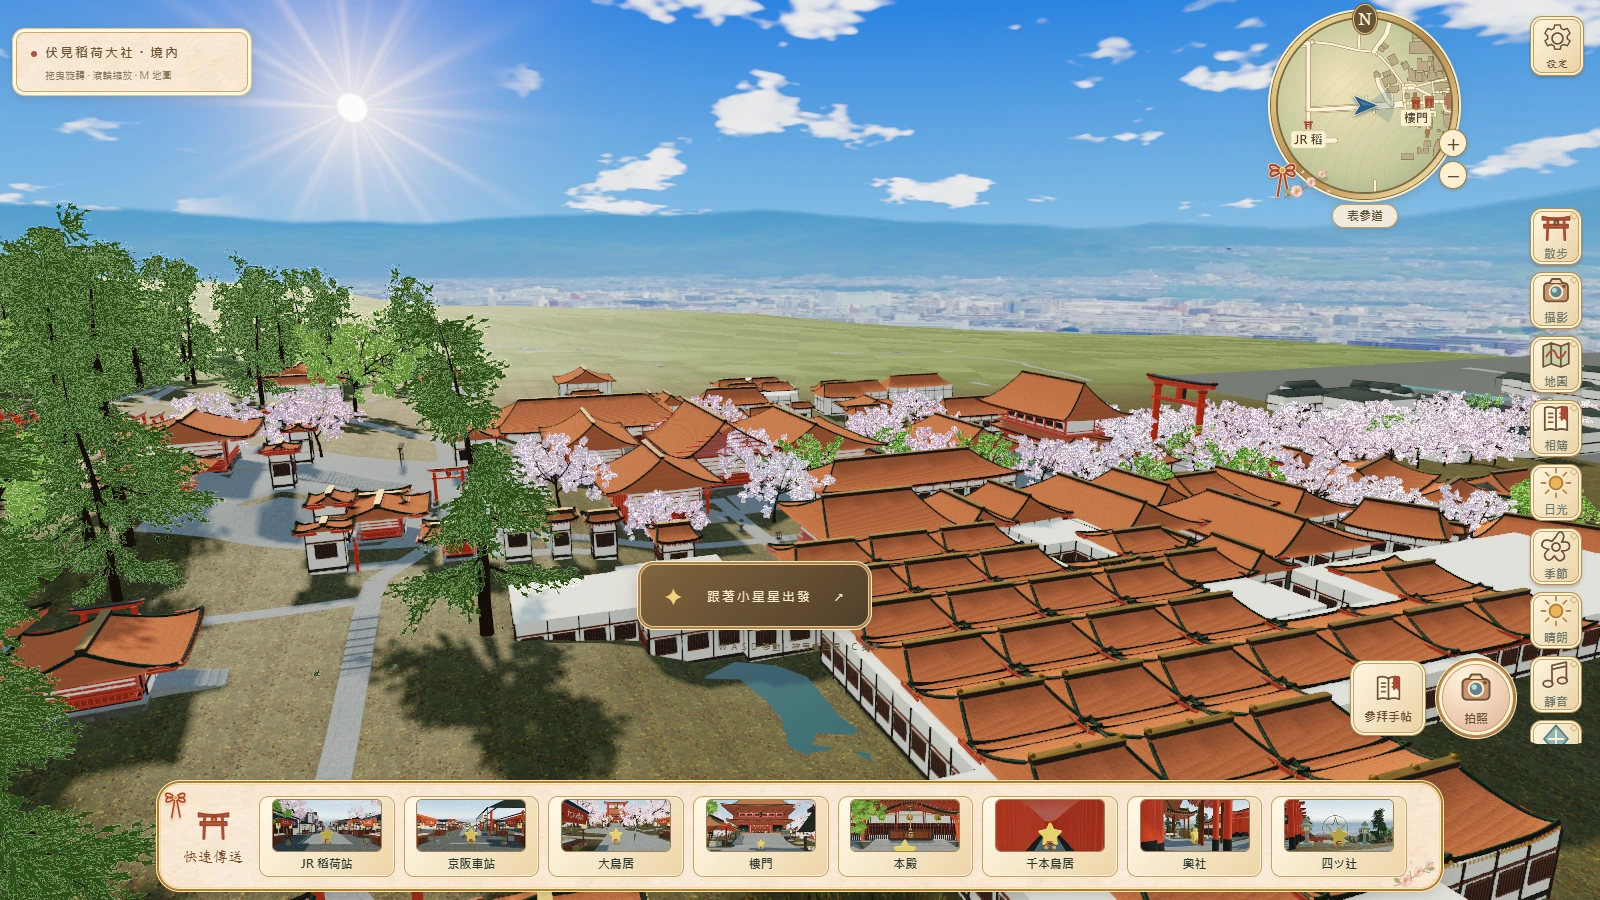 伏見稻荷大社・境內
拖曳旋轉・滾輪縮放・M 地圖
N
樓門
JR 稻
+
−
表參道
設定
散步
攝影
地圖
相簿
日光
季節
晴朗
靜音
跟著小星星出發 ↗
參拜手帖
拍照
快速傳送
JR 稻荷站
京阪車站
大鳥居
樓門
本殿
千本鳥居
奧社
四ツ辻